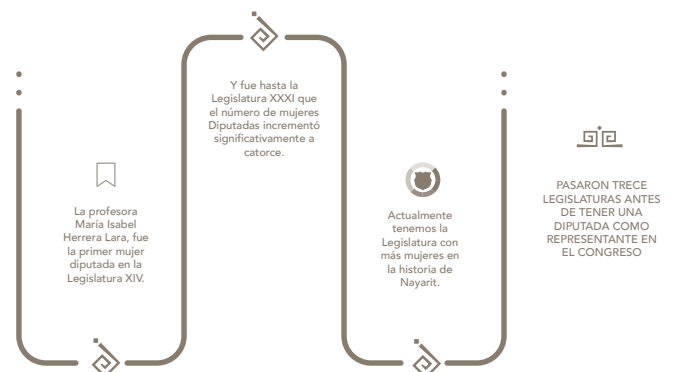 La profesora
María Isabel
Herrera Lara, fue
la primer mujer
diputada en la
Legislatura XIV.
Y fue hasta la
Legislatura XXXI que
el número de mujeres
Diputadas incrementó
significativamente a
catorce.
Actualmente
tenemos la
Legislatura con
más mujeres en
la historia de
Nayarit.
PASARON TRECE
LEGISLATURAS ANTES
DE TENER UNA
DIPUTADA COMO
REPRESENTANTE EN
EL CONGRESO